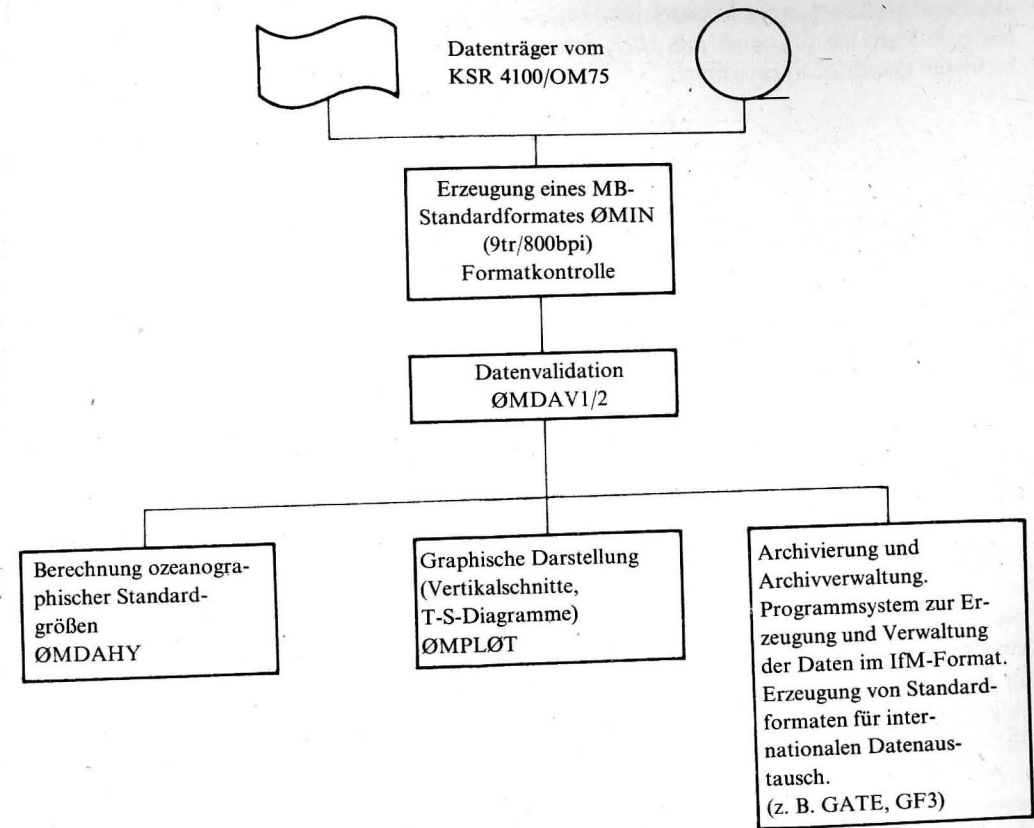 Datenträger vom
KSR 4100/OM75
Erzeugung eines MB-
Standardformates ØMIN
(9tr/800bpi)
Formatkontrolle
Datenvalidation
ØMDAV1/2
Berechnung ozeanogra-
phischer Standard-
größen
ØMDAHY
Graphische Darstellung
(Vertikalschnitte,
T-S-Diagramme)
ØMPLØT
Archivierung und
Archivverwaltung.
Programmsystem zur Er-
zeugung und Verwaltung
der Daten im IfM-Format.
Erzeugung von Standard-
formaten für inter-
nationalen Datenaus-
tausch.
(z. B. GATE, GF3)